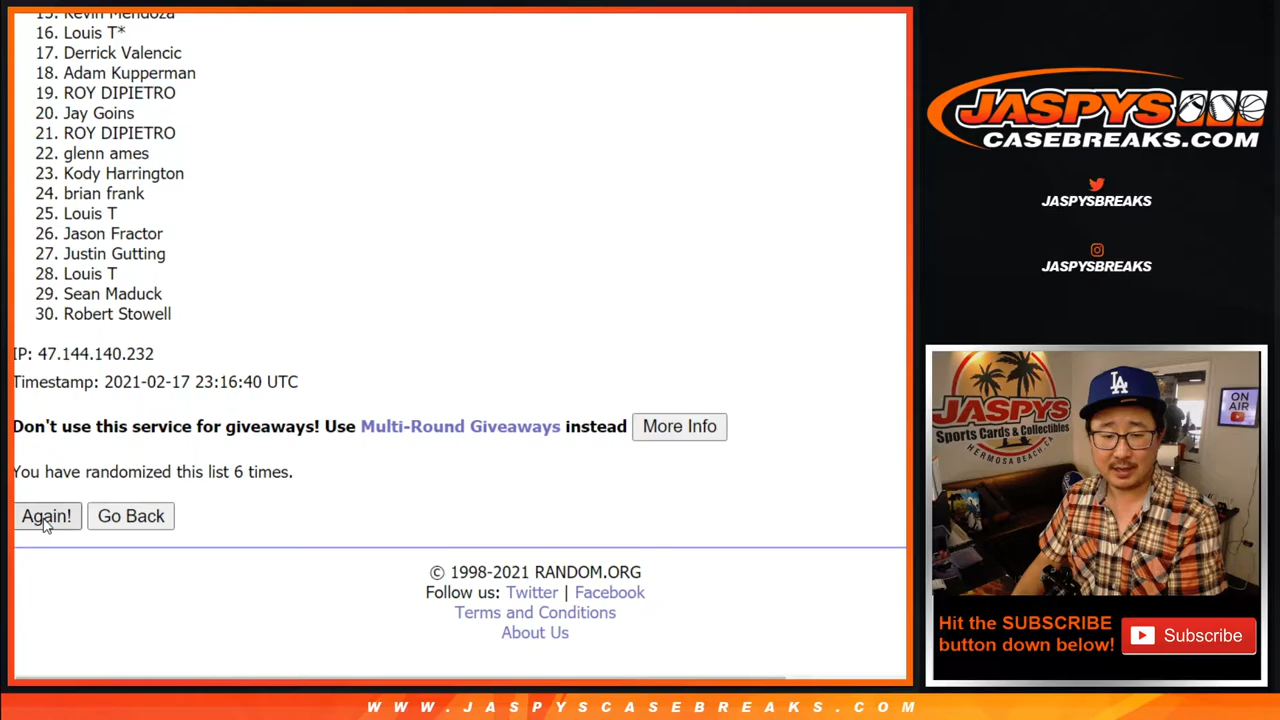 15. Kevin Mendoza
16. Louis T*
17. Derrick Valencic
18. Adam Kupperman
19. ROY DIPIETRO
20. Jay Goins
21. ROY DIPIETRO
22. glenn ames
23. Kody Harrington
24. brian frank
25. Louis T
26. Jason Fractor
27. Justin Gutting
28. Louis T
29. Sean Maduck
30. Robert Stowell
IP: 47.144.140.232
Timestamp: 2021-02-17 23:16:40 UTC
Don't use this service for giveaways! Use Multi-Round Giveaways instead More Info
You have randomized this list 6 times.
Again! Go Back
© 1998-2021 RANDOM.ORG
Follow us: Twitter | Facebook
Terms and Conditions
About Us
JASPYS
CASEBREAKS.COM
JASPYSBREAKS
JASPYSBREAKS
JASPYS
Sports Cards & Collectibles
HERMOSA BEACH, CA
LA
ON
AIR
Hit the SUBSCRIBE
button down below!
Subscribe
WWW.JASPYSCASEBREAKS.COM